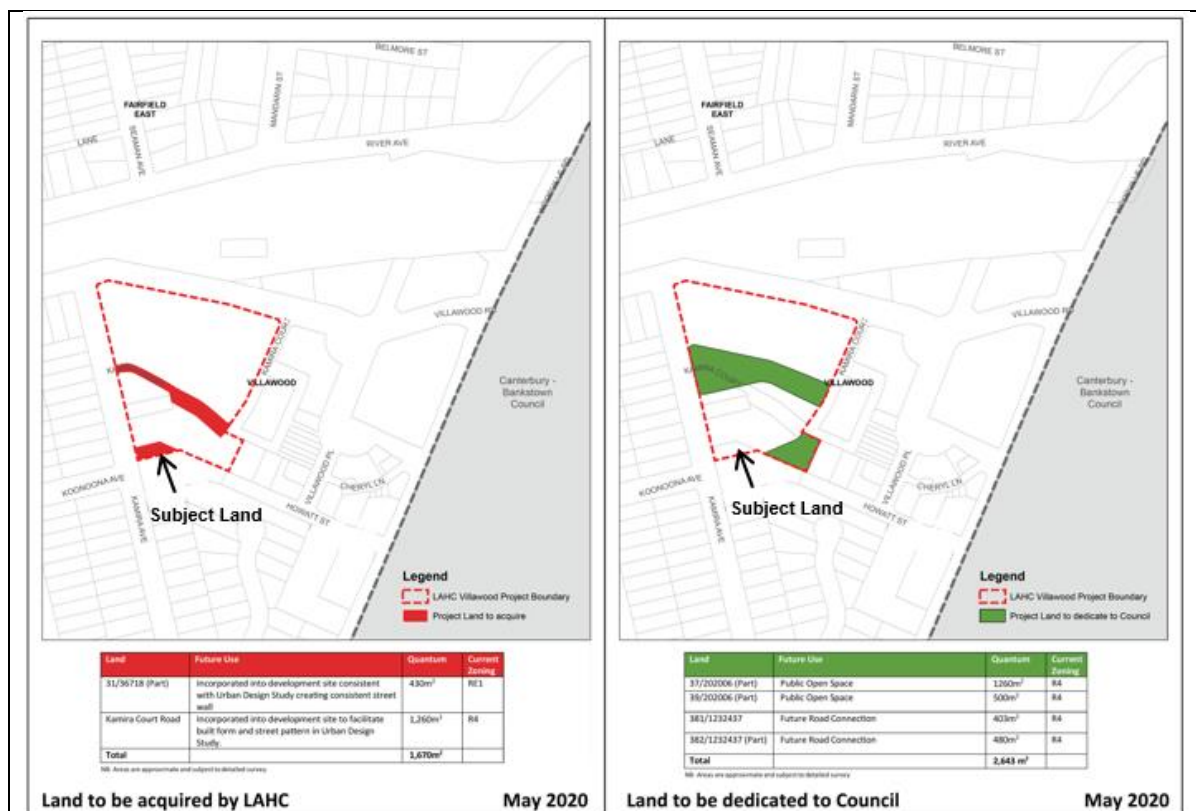 BELMORE ST
MANDARIN ST
FAIRFIELD
EAST
SEAMAN AVE
LANE
RIVER AVE
VILLAWOOD RD
KAMIRA COURT
VILLAWOOD
Canterbury -
Bankstown
Council
KOONOONA AVE
KAMIRA AVE
VILLAWOOD PL
CHERYL LN
HOWATT ST
Subject Land
Legend
LAHC Villawood Project Boundary
Project Land to acquire
Land Future Use Quantum Current
Zoning
31/36718 (Part) Incorporated into development site consistent 430m² RE1
with Urban Design Study creating consistent street
wall
Kamira Court Road Incorporated into development site to facilitate 1,260m² R4
built form and street pattern in Urban Design
Study.
Total 1,670m²
NB: Areas are approximate and subject to detailed survey
Land to be acquired by LAHC May 2020
BELMORE ST
MANDARIN ST
FAIRFIELD
EAST
SEAMAN AVE
LANE
RIVER AVE
VILLAWOOD RD
KAMIRA COURT
KAMIRA COURT
VILLAWOOD
Canterbury -
Bankstown
Council
KOONOONA AVE
KAMIRA AVE
VILLAWOOD PL
CHERYL LN
HOWATT ST
Subject Land
Legend
LAHC Villawood Project Boundary
Project Land to dedicate to Council
Land Future Use Quantum Current
Zoning
37/202006 (Part) Public Open Space 1260m² R4
39/202006 (Part) Public Open Space 500m² R4
381/1232437 Future Road Connection 403m² R4
382/1232437 (Part) Future Road Connection 480m² R4
Total 2,643 m²
NB: Areas are approximate and subject to detailed survey
Land to be dedicated to Council May 2020